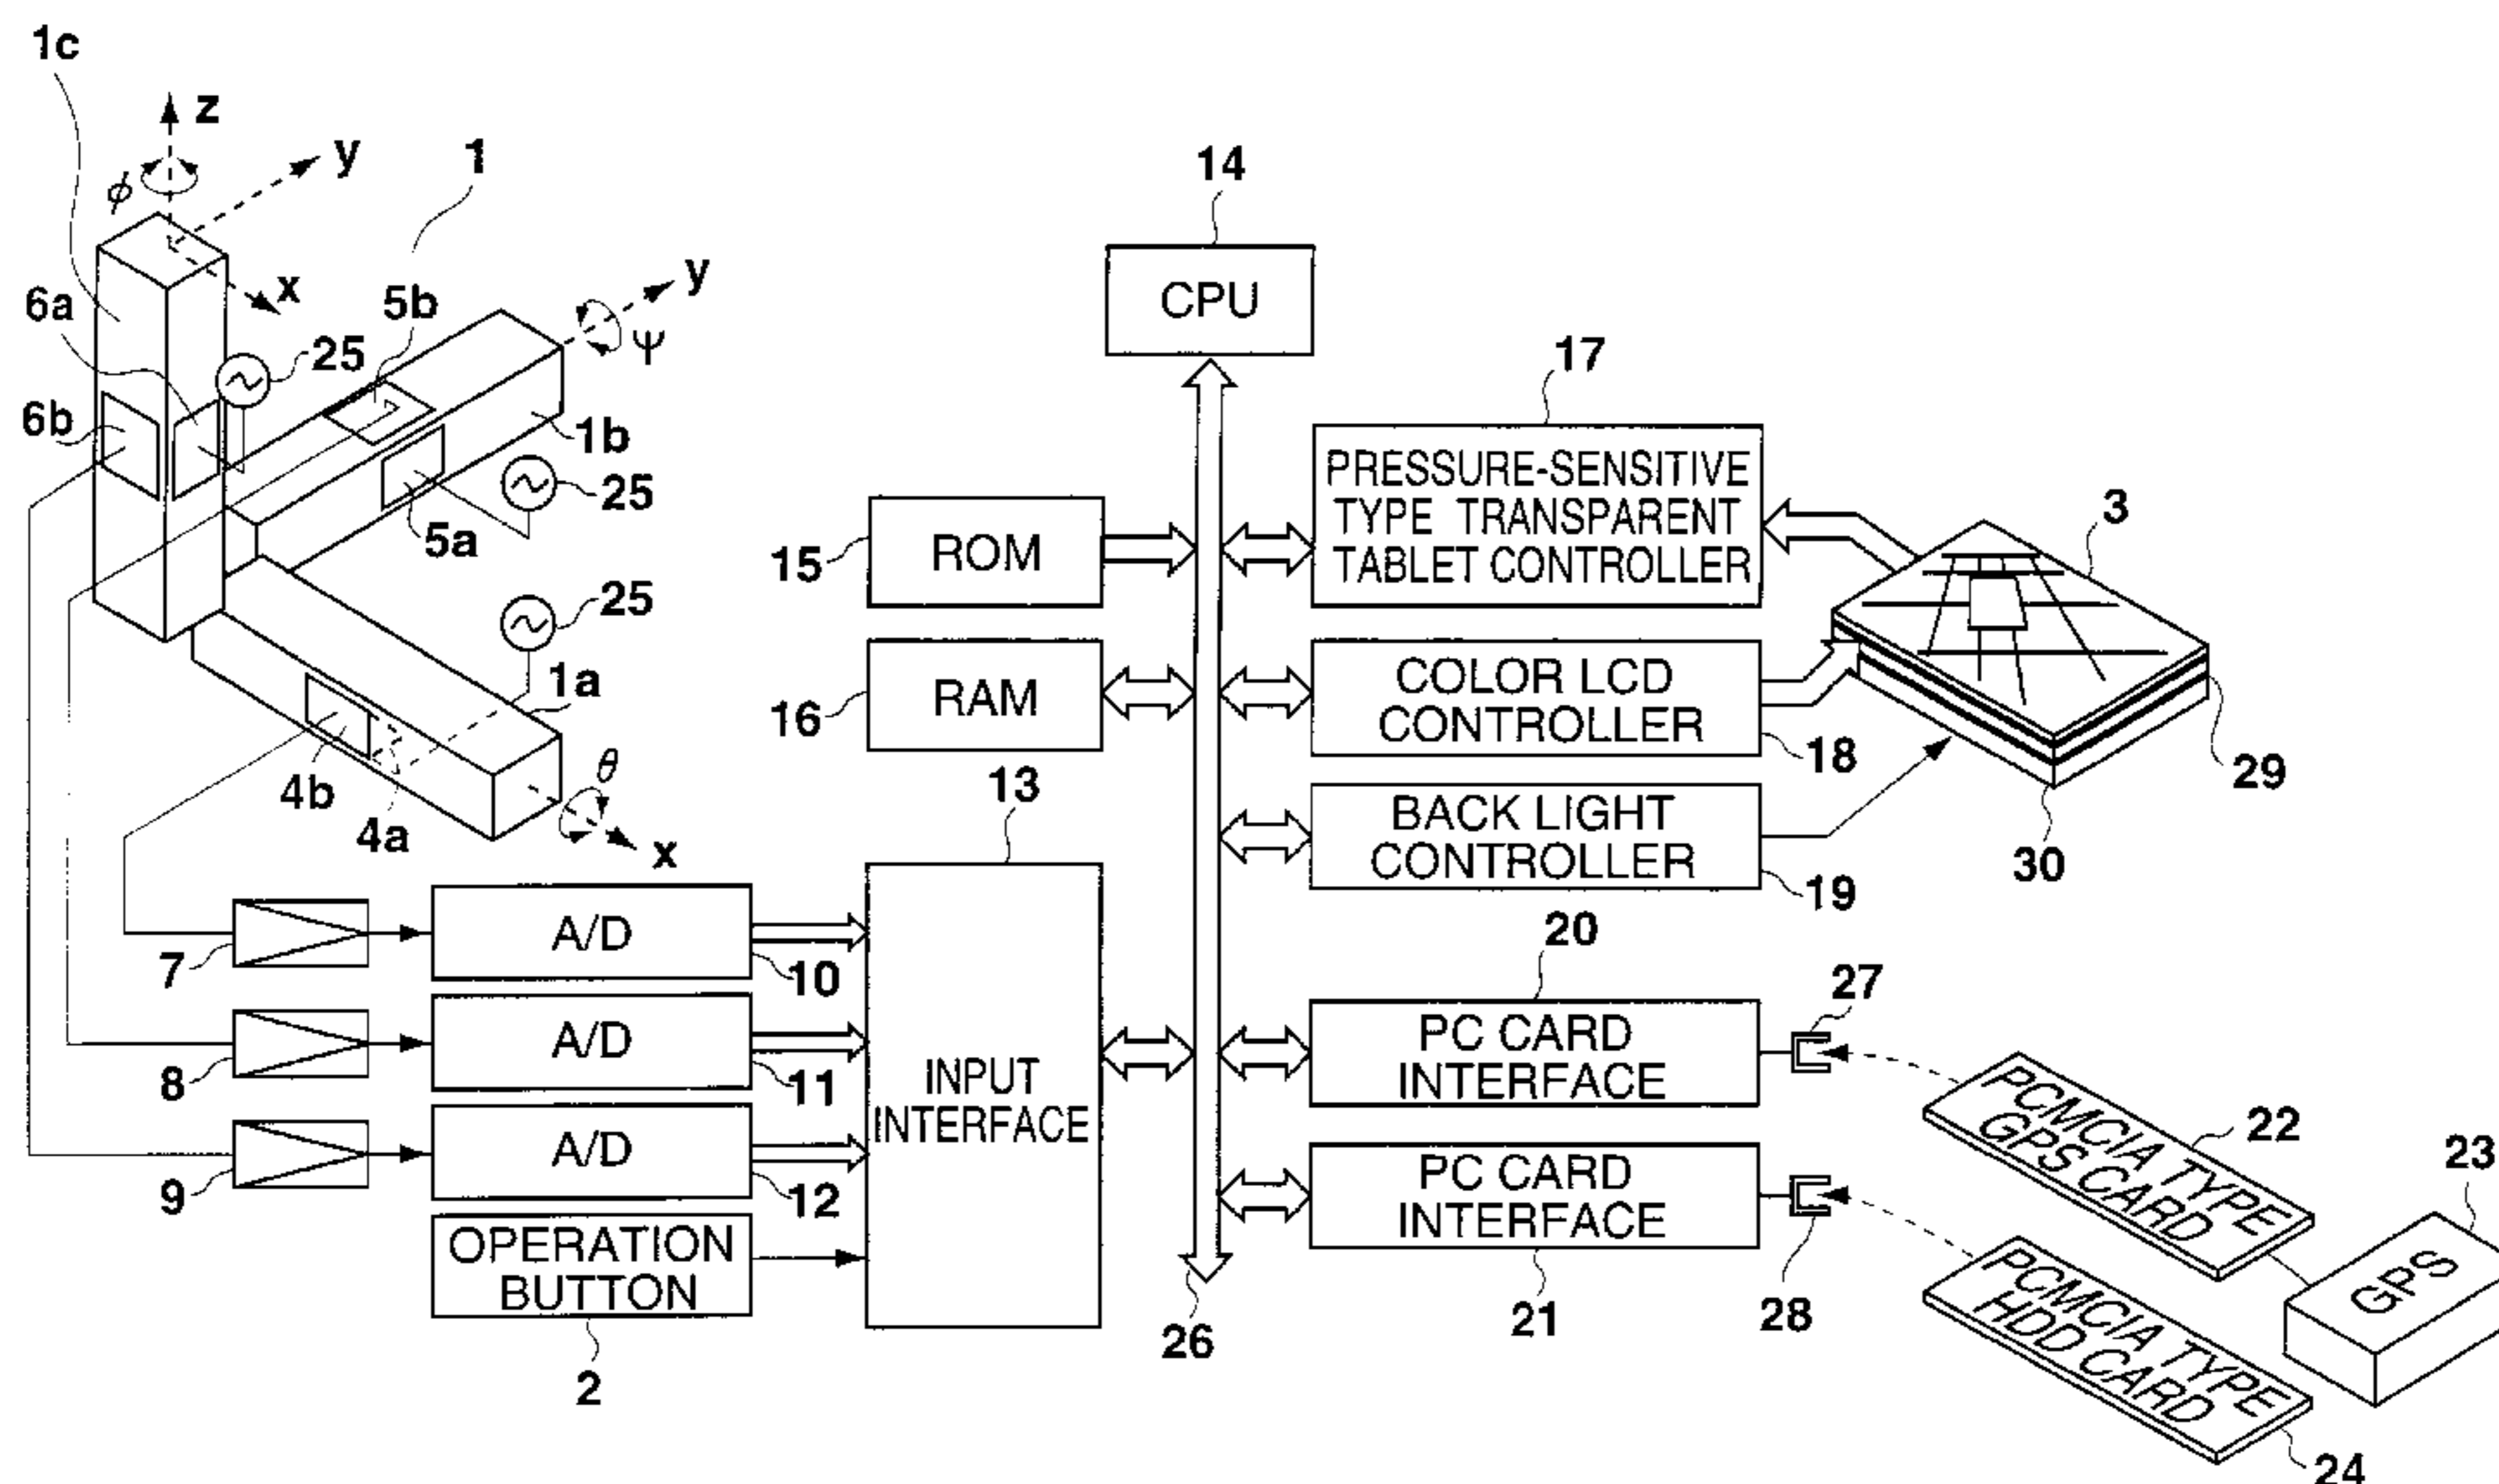 1c
z
y
1
14
ϕ
CPU
x
6a
5b
y
25
ψ
17
6b
1b
PRESSURE-SENSITIVE
TYPE TRANSPARENT
TABLET CONTROLLER
25
5a
3
15
ROM
25
1a
16
RAM
COLOR LCD
CONTROLLER
18
29
4b
θ
13
4a
x
BACK LIGHT
CONTROLLER
19
30
7
A/D
10
20
27
8
A/D
11
INPUT
INTERFACE
PC CARD
INTERFACE
PCMCIA TYPE
GPS CARD
22
23
9
A/D
12
PC CARD
INTERFACE
GPS
OPERATION
BUTTON
26
21
28
PCMCIA TYPE
HDD CARD
2
24